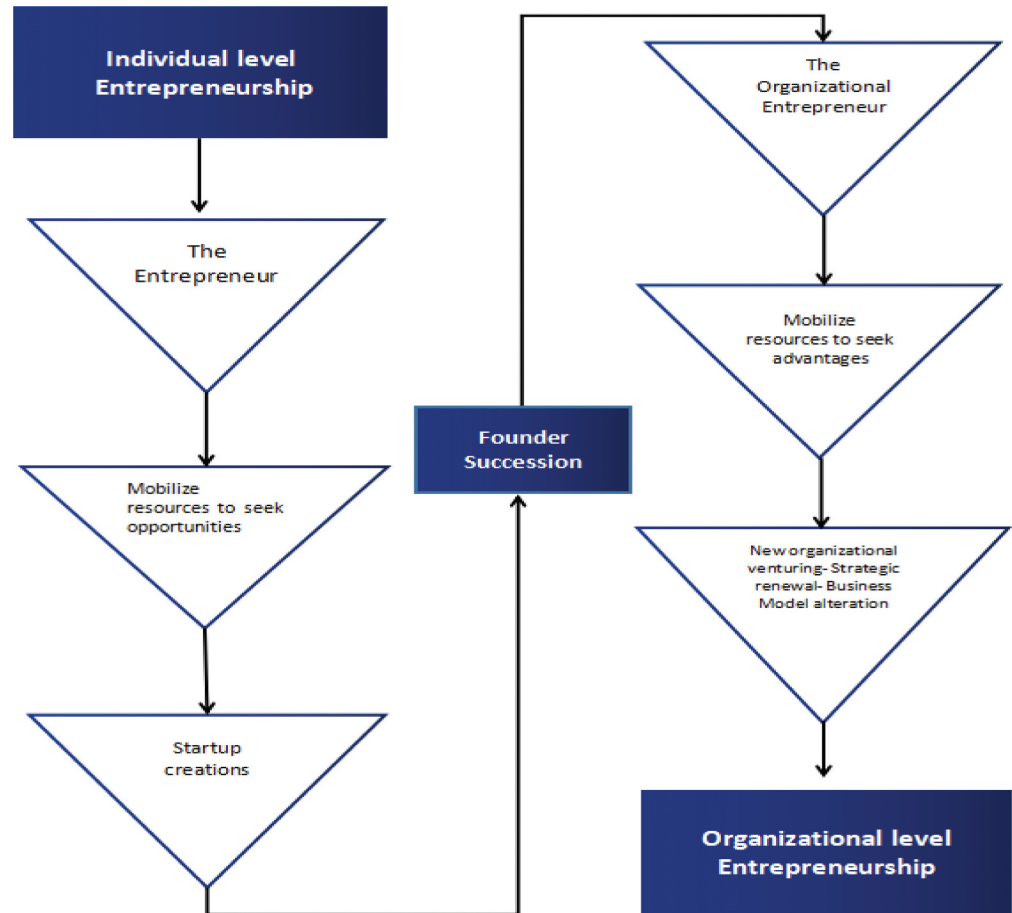 Individual level
Entrepreneurship
The
Entrepreneur
Mobilize
resources to seek
opportunities
Startup
creations
Founder
Succession
The
Organizational
Entrepreneur
Mobilize
resources to seek
advantages
New organizational
venturing- Strategic
renewal- Business
Model alteration
Organizational level
Entrepreneurship